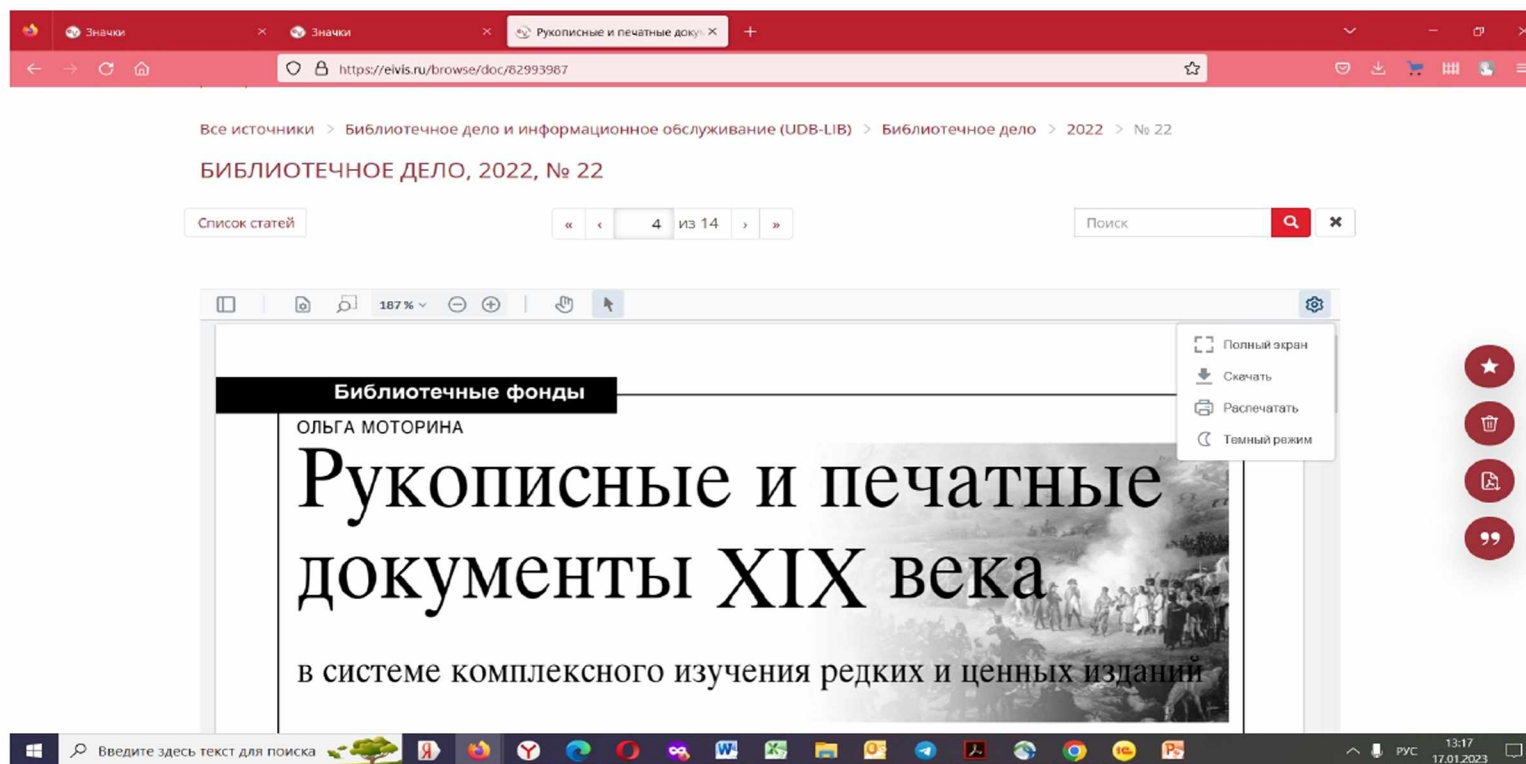 Значки
Значки
Рукописные и печатные доку
https://eivis.ru/browse/doc/82993987
Все источники > Библиотечное дело и информационное обслуживание (UDB-LIB) > Библиотечное дело > 2022 > № 22
БИБЛИОТЕЧНОЕ ДЕЛО, 2022, № 22
Список статей
« ‹ 4 из 14 › »
Поиск
187 %
Полный экран
Скачать
Распечатать
Темный режим
Библиотечные фонды
ОЛЬГА МОТОРИНА
Рукописные и печатные
документы XIX века
в системе комплексного изучения редких и ценных изданий
Введите здесь текст для поиска
РУС
13:17
17.01.2023